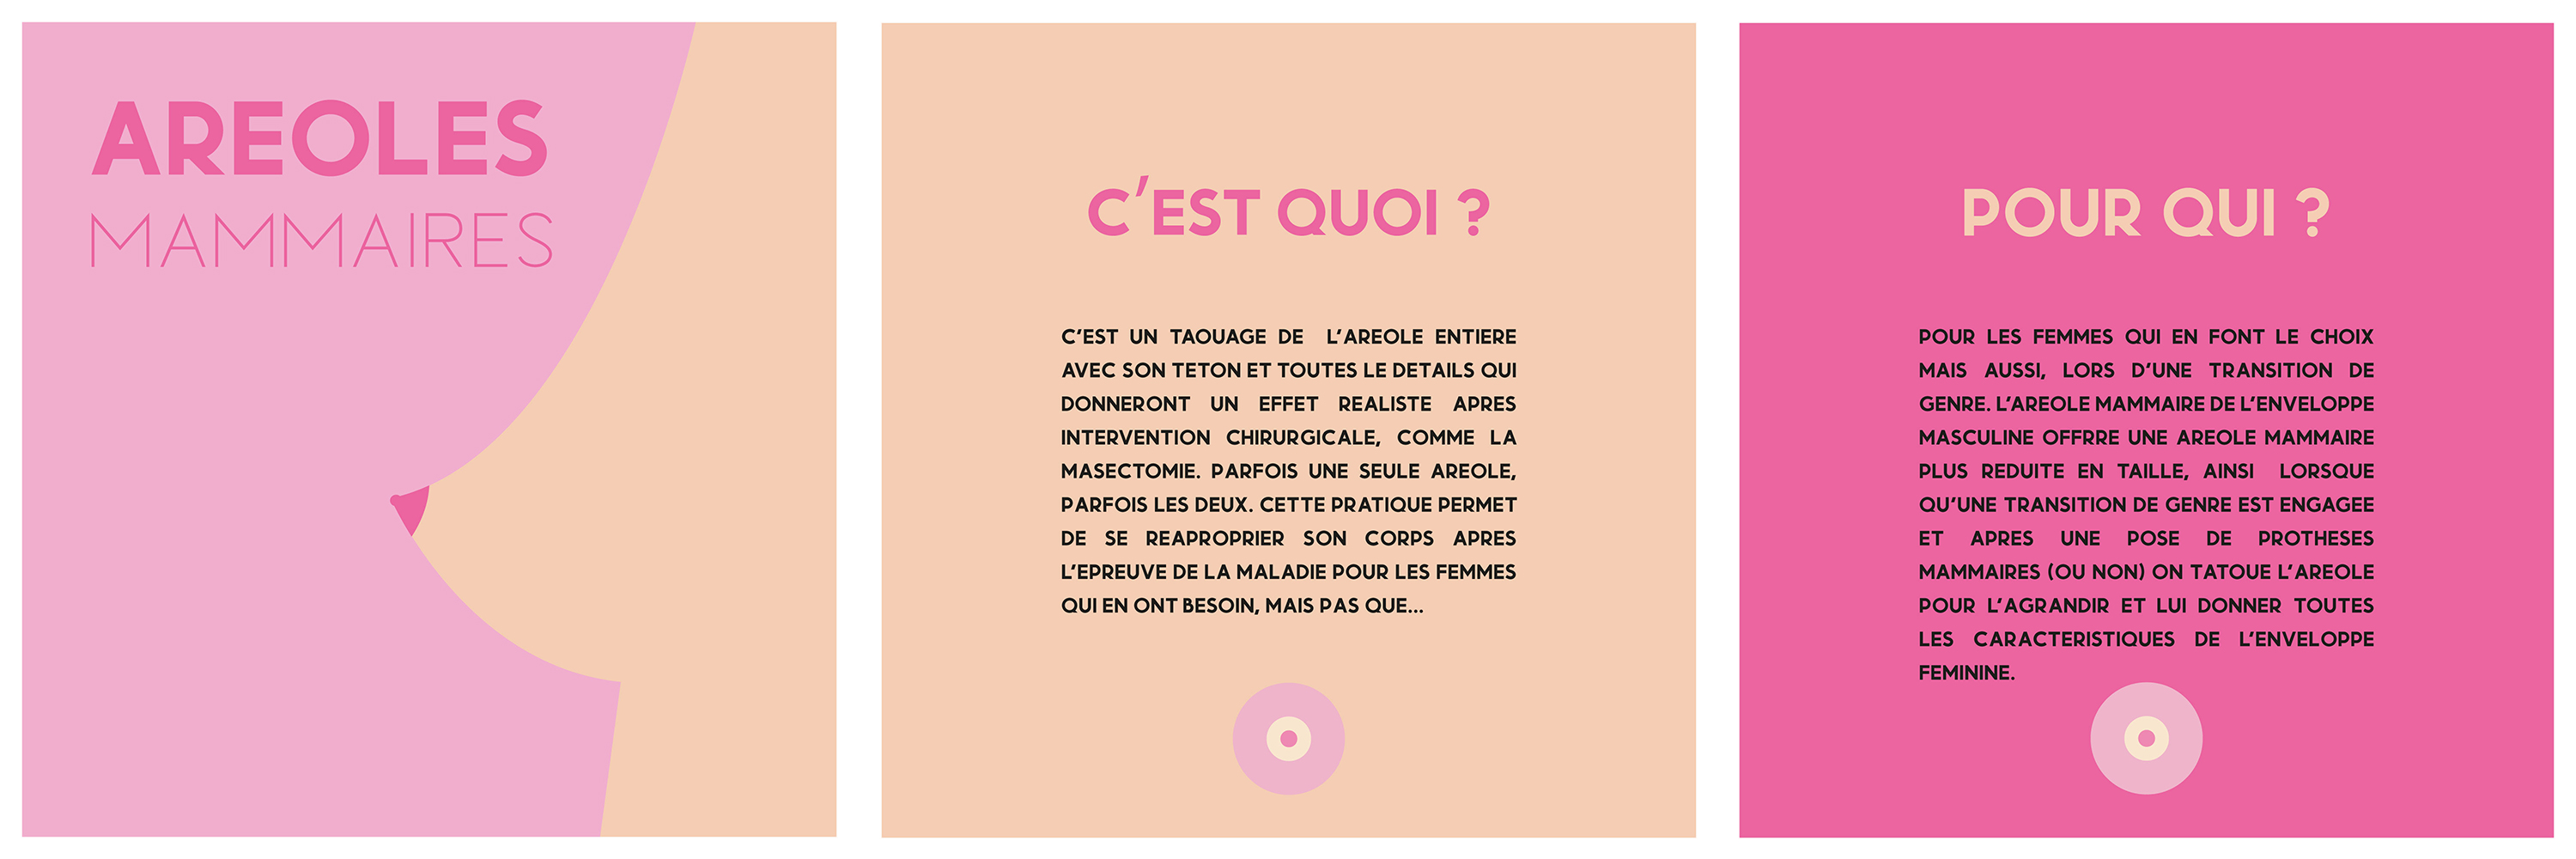 AREOLES
MAMMAIRES
C'EST QUOI ?
C'EST UN TAOUAGE DE L'AREOLE ENTIERE
AVEC SON TETON ET TOUTES LE DETAILS QUI
DONNERONT UN EFFET REALISTE APRES
INTERVENTION CHIRURGICALE, COMME LA
MASECTOMIE. PARFOIS UNE SEULE AREOLE,
PARFOIS LES DEUX. CETTE PRATIQUE PERMET
DE SE REAPROPRIER SON CORPS APRES
L'EPREUVE DE LA MALADIE POUR LES FEMMES
QUI EN ONT BESOIN, MAIS PAS QUE...
POUR QUI ?
POUR LES FEMMES QUI EN FONT LE CHOIX
MAIS AUSSI, LORS D'UNE TRANSITION DE
GENRE. L'AREOLE MAMMAIRE DE L'ENVELOPPE
MASCULINE OFFRRE UNE AREOLE MAMMAIRE
PLUS REDUITE EN TAILLE, AINSI LORSQUE
QU'UNE TRANSITION DE GENRE EST ENGAGEE
ET APRES UNE POSE DE PROTHESES
MAMMAIRES (OU NON) ON TATOUE L'AREOLE
POUR L'AGRANDIR ET LUI DONNER TOUTES
LES CARACTERISTIQUES DE L'ENVELOPPE
FEMININE.